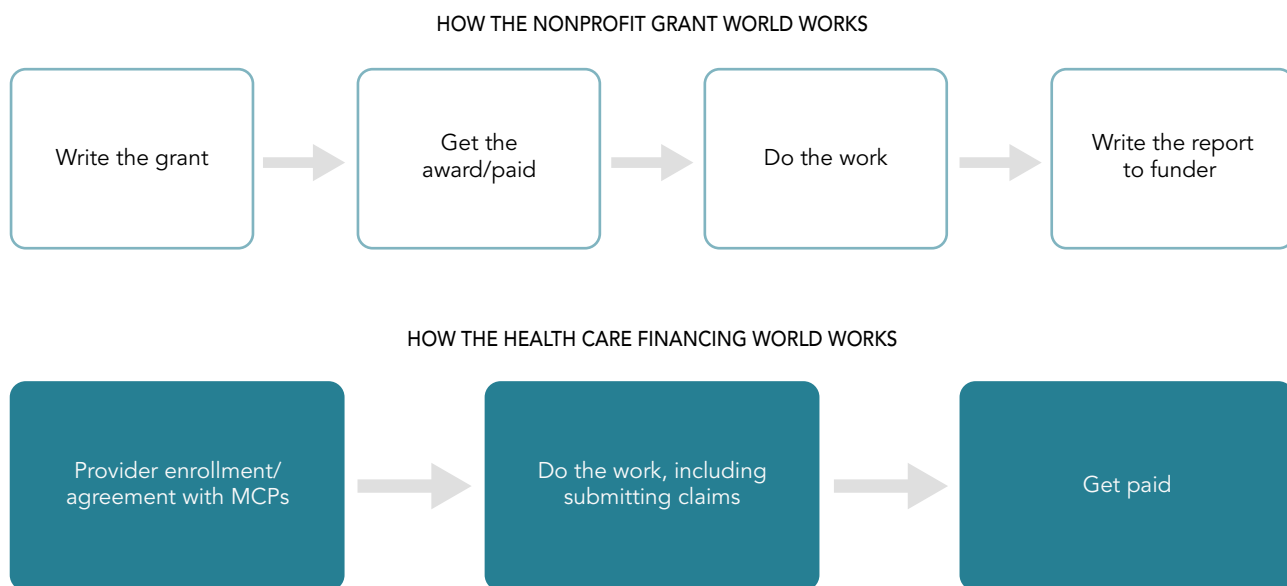 HOW THE NONPROFIT GRANT WORLD WORKS
Write the grant
Get the
award/paid
Do the work
Write the report
to funder
HOW THE HEALTH CARE FINANCING WORLD WORKS
Provider enrollment/
agreement with MCPs
Do the work, including
submitting claims
Get paid